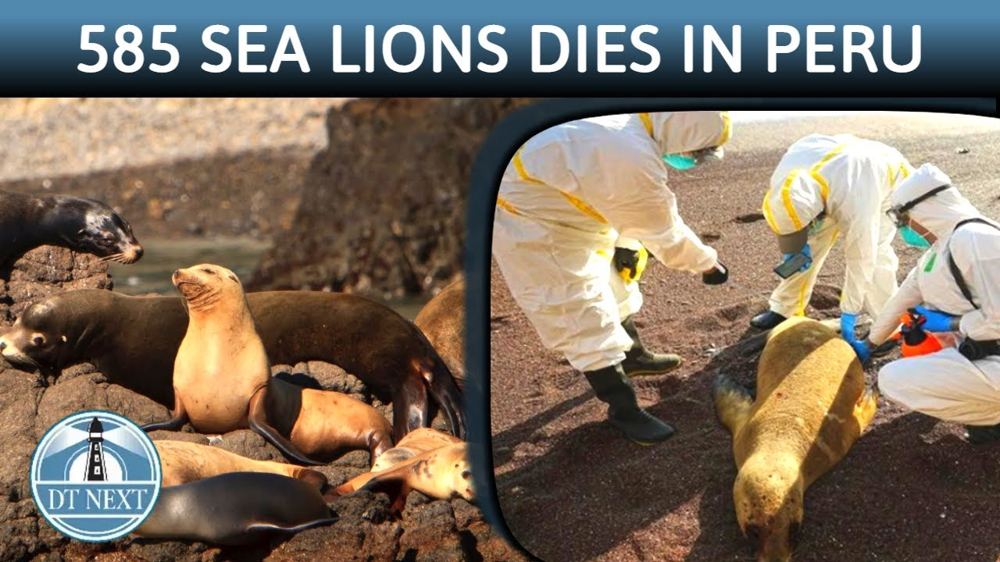 585 SEA LIONS DIES IN PERU
DT NEXT